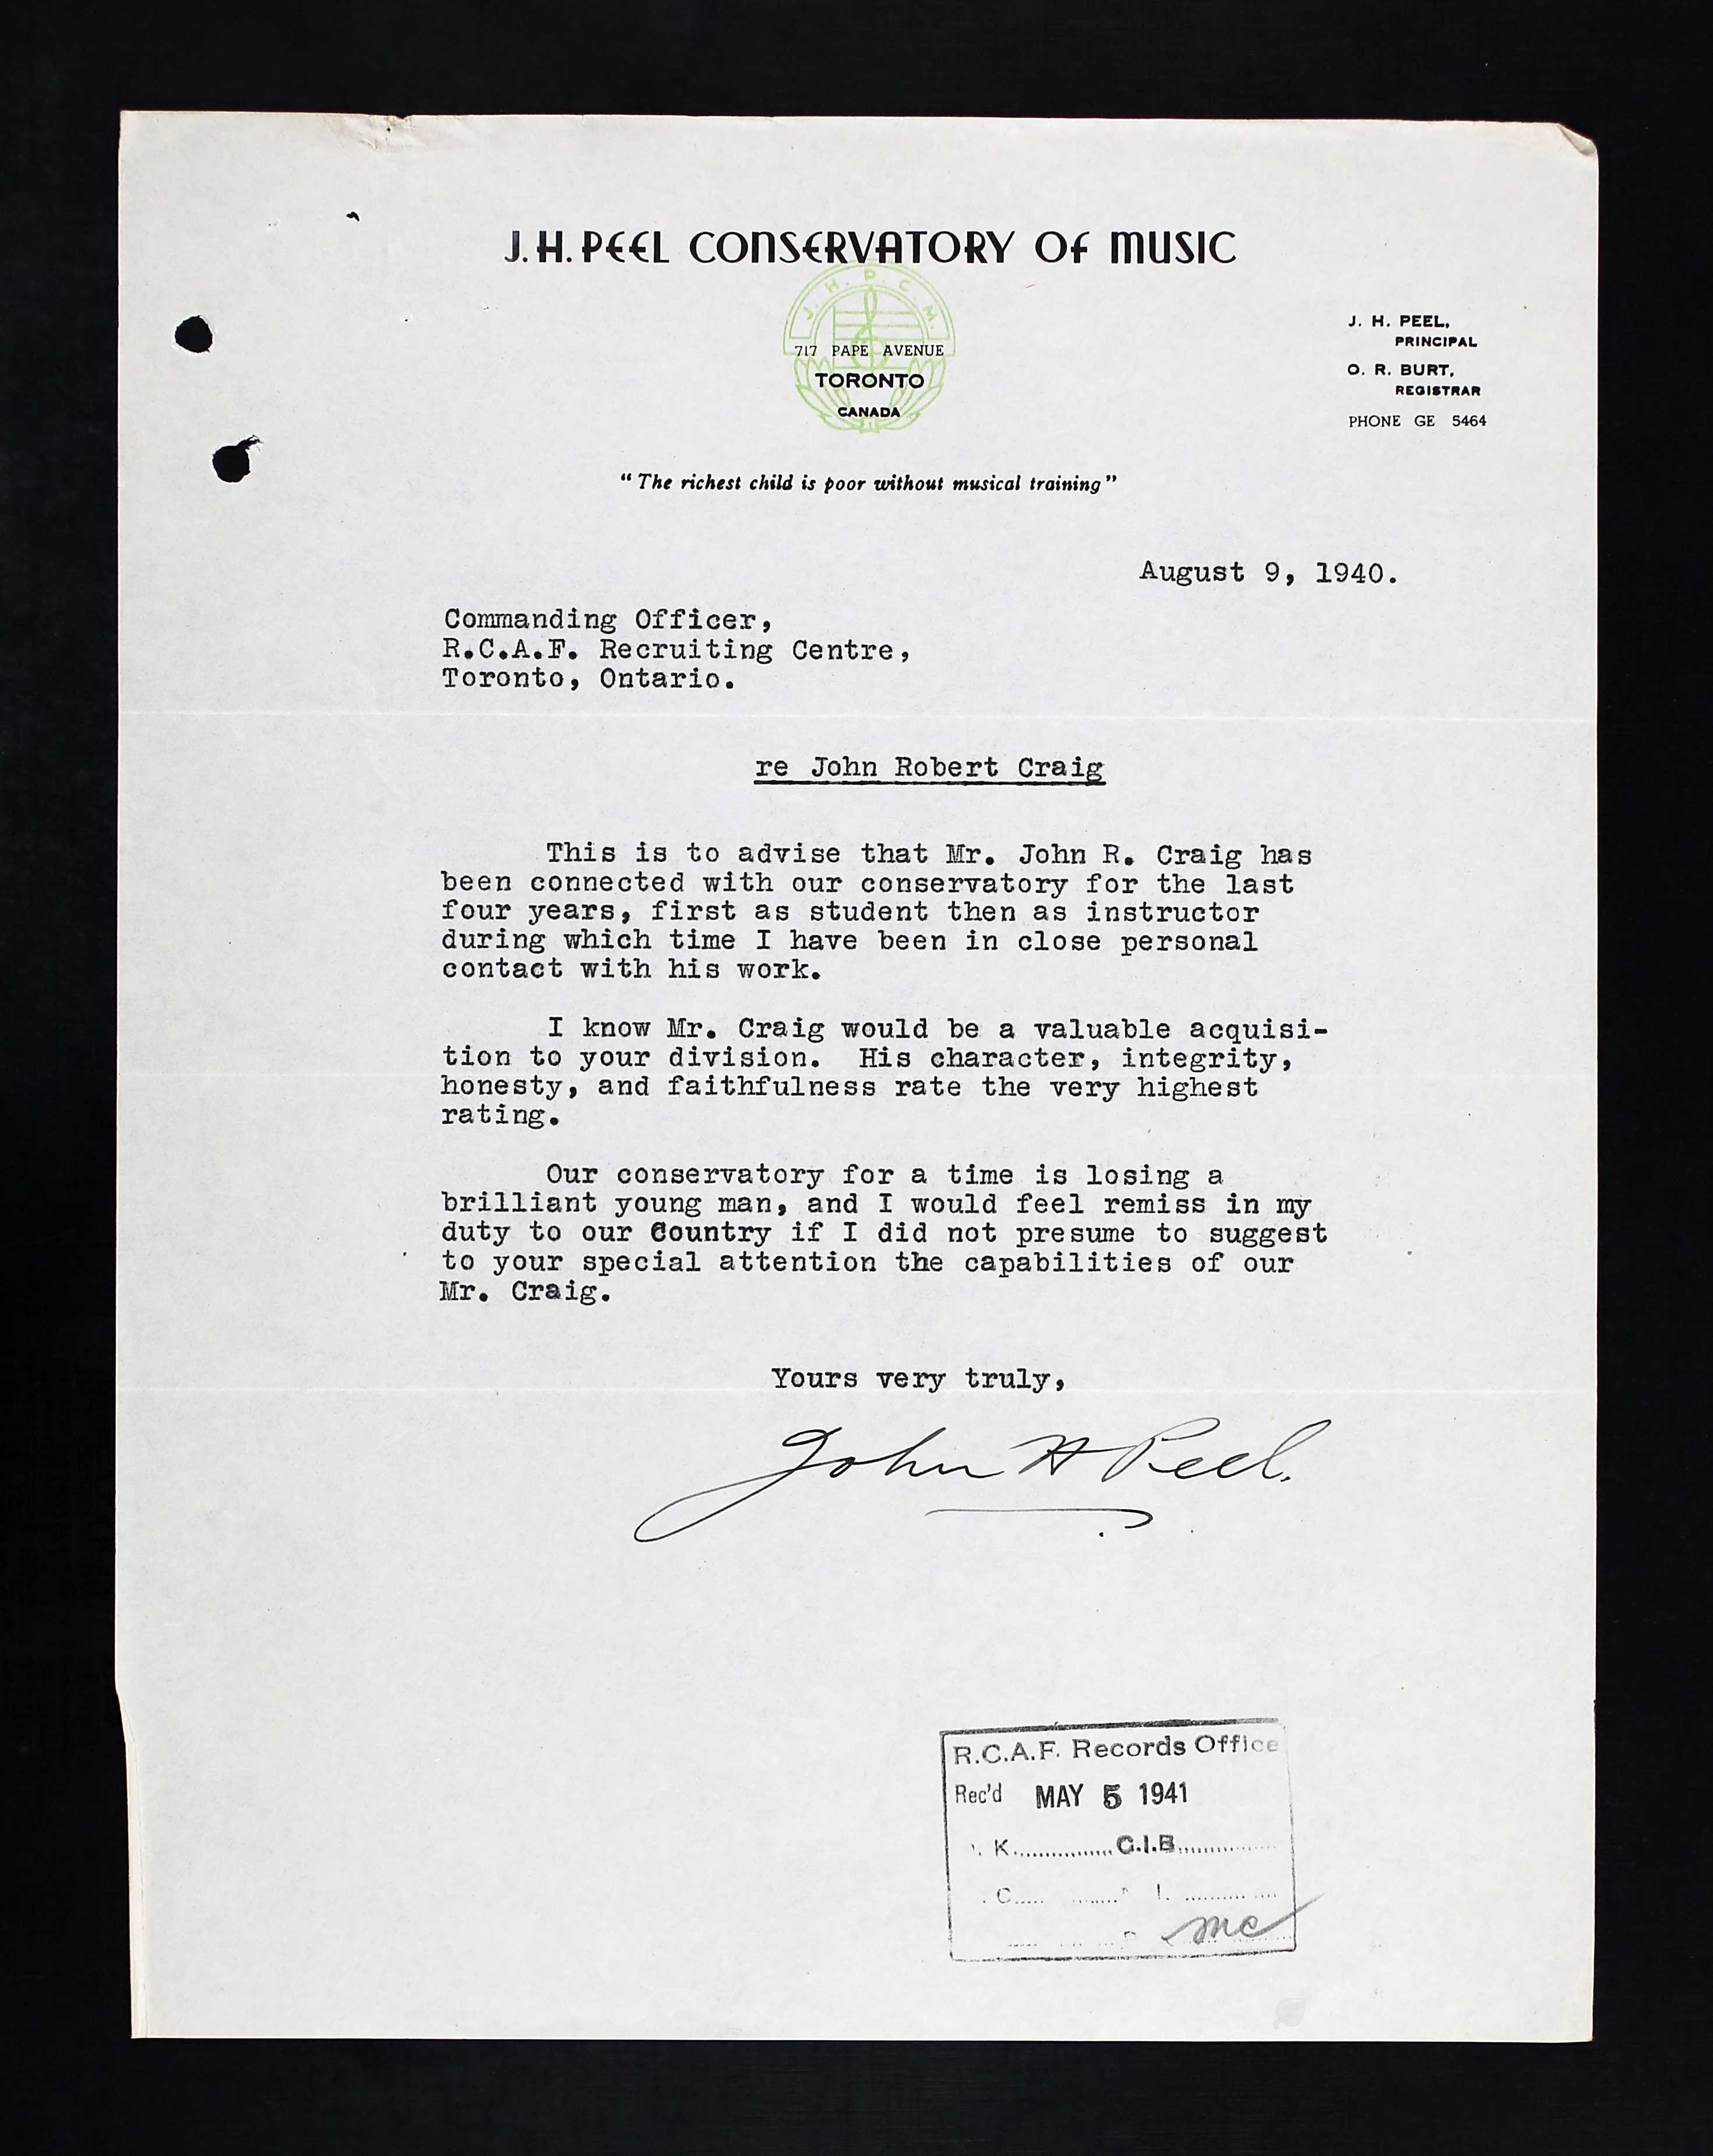 J. H. PEEL CONSERVATORY OF MUSIC
J. H. P. C. M.
717 PAPE AVENUE
TORONTO
CANADA
J. H. PEEL,
PRINCIPAL
O. R. BURT,
REGISTRAR
PHONE GE 5464
"The richest child is poor without musical training"
August 9, 1940.
Commanding Officer,
R.C.A.F. Recruiting Centre,
Toronto, Ontario.
re John Robert Craig
This is to advise that Mr. John R. Craig has
been connected with our conservatory for the last
four years, first as student then as instructor
during which time I have been in close personal
contact with his work.
I know Mr. Craig would be a valuable acquisi-
tion to your division. His character, integrity,
honesty, and faithfulness rate the very highest
rating.
Our conservatory for a time is losing a
brilliant young man, and I would feel remiss in my
duty to our Country if I did not presume to suggest
to your special attention the capabilities of our
Mr. Craig.
Yours very truly,
John H Peel.
R.C.A.F. Records Office
Rec'd MAY 5 1941
K............... C.I.B................
C.....
mc